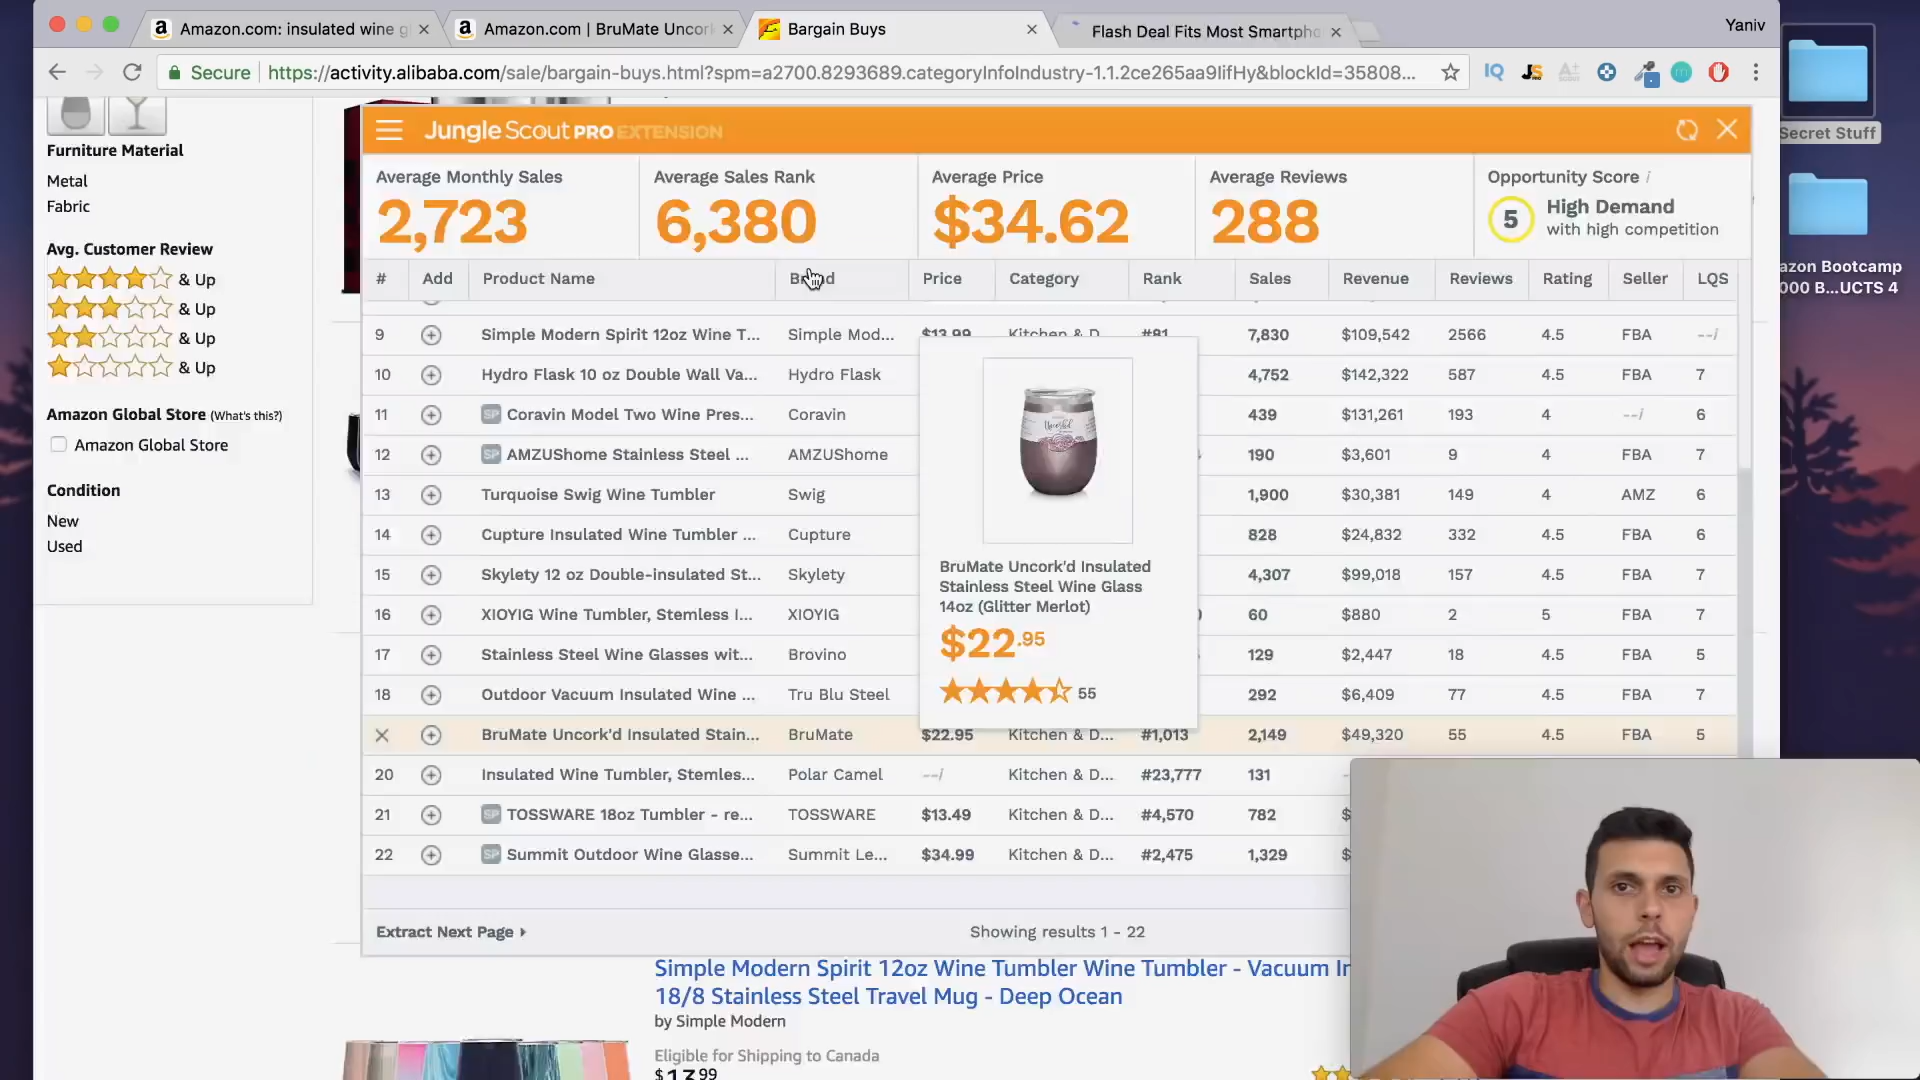 Amazon.com: insulated wine gl
Amazon.com | BruMate Uncor
Bargain Buys
Flash Deal Fits Most Smartpho
Yaniv
Secure
https://activity.alibaba.com/sale/bargain-buys.html?spm=a2700.8293689.categoryInfoIndustry-1.1.2ce265aa9IifHy&blockId=35808...
Furniture Material
Metal
Fabric
Avg. Customer Review
& Up
& Up
& Up
& Up
Amazon Global Store (What's this?)
Amazon Global Store
Condition
New
Used
Jungle Scout PRO EXTENSION
Average Monthly Sales
2,723
Average Sales Rank
6,380
Average Price
$34.62
Average Reviews
288
Opportunity Score i
5
High Demand
with high competition
# Add Product Name Brand Price Category Rank Sales Revenue Reviews Rating Seller LQS
9 Simple Modern Spirit 12oz Wine T... Simple Mod... $13.99 Kitchen & D... #81 7,830 $109,542 2566 4.5 FBA --i
10 Hydro Flask 10 oz Double Wall Va... Hydro Flask 4,752 $142,322 587 4.5 FBA 7
11 SP Coravin Model Two Wine Pres... Coravin 439 $131,261 193 4 --i 6
12 SP AMZUShome Stainless Steel ... AMZUShome 190 $3,601 9 4 FBA 7
13 Turquoise Swig Wine Tumbler Swig 1,900 $30,381 149 4 AMZ 6
14 Cupture Insulated Wine Tumbler ... Cupture 828 $24,832 332 4.5 FBA 6
15 Skylety 12 oz Double-insulated St... Skylety 4,307 $99,018 157 4.5 FBA 7
16 XIOYIG Wine Tumbler, Stemless I... XIOYIG 60 $880 2 5 FBA 7
17 Stainless Steel Wine Glasses wit... Brovino 129 $2,447 18 4.5 FBA 5
18 Outdoor Vacuum Insulated Wine ... Tru Blu Steel 292 $6,409 77 4.5 FBA 7
BruMate Uncork'd Insulated Stain... BruMate $22.95 Kitchen & D... #1,013 2,149 $49,320 55 4.5 FBA 5
20 Insulated Wine Tumbler, Stemles... Polar Camel --i Kitchen & D... #23,777 131
21 SP TOSSWARE 18oz Tumbler - re... TOSSWARE $13.49 Kitchen & D... #4,570 782 $
22 SP Summit Outdoor Wine Glasse... Summit Le... $34.99 Kitchen & D... #2,475 1,329 $
Uncork'd
BruMate Uncork'd Insulated
Stainless Steel Wine Glass
14oz (Glitter Merlot)
$22.95
55
Extract Next Page
Showing results 1 - 22
Simple Modern Spirit 12oz Wine Tumbler Wine Tumbler - Vacuum In
18/8 Stainless Steel Travel Mug - Deep Ocean
by Simple Modern
Eligible for Shipping to Canada
$13.99
Secret Stuff
azon Bootcamp
000 B...UCTS 4